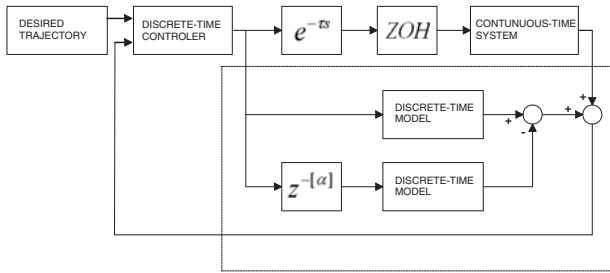 DESIRED
TRAJECTORY
DISCRETE-TIME
CONTROLER
e^{-τs}
ZOH
CONTUNUOUS-TIME
SYSTEM
+
+
DISCRETE-TIME
MODEL
+
-
z^{-[α]}
DISCRETE-TIME
MODEL